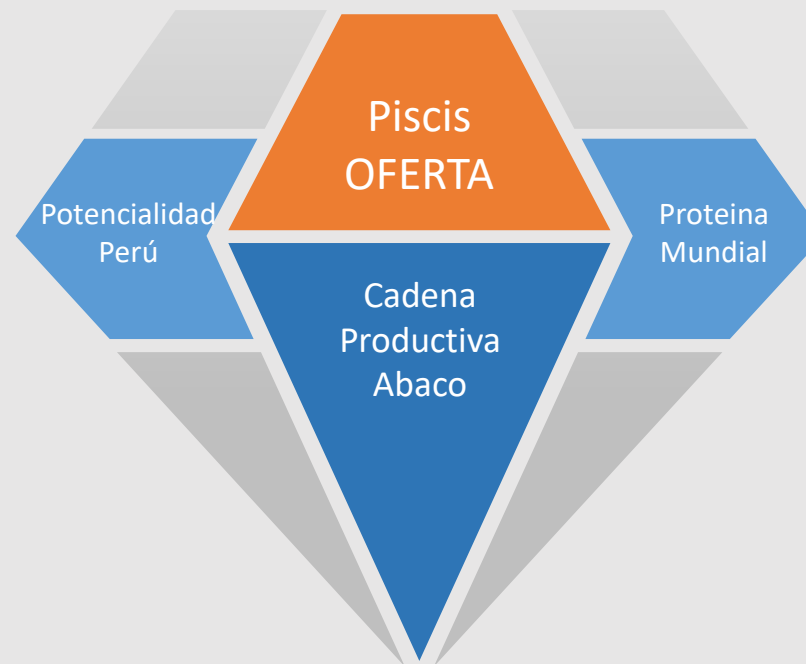 Piscis
OFERTA
Potencialidad
Perú
Proteina
Mundial
Cadena
Productiva
Abaco